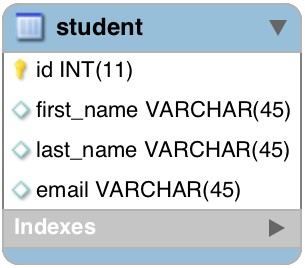 student
id INT(11)
first_name VARCHAR(45)
last_name VARCHAR(45)
email VARCHAR(45)
Indexes